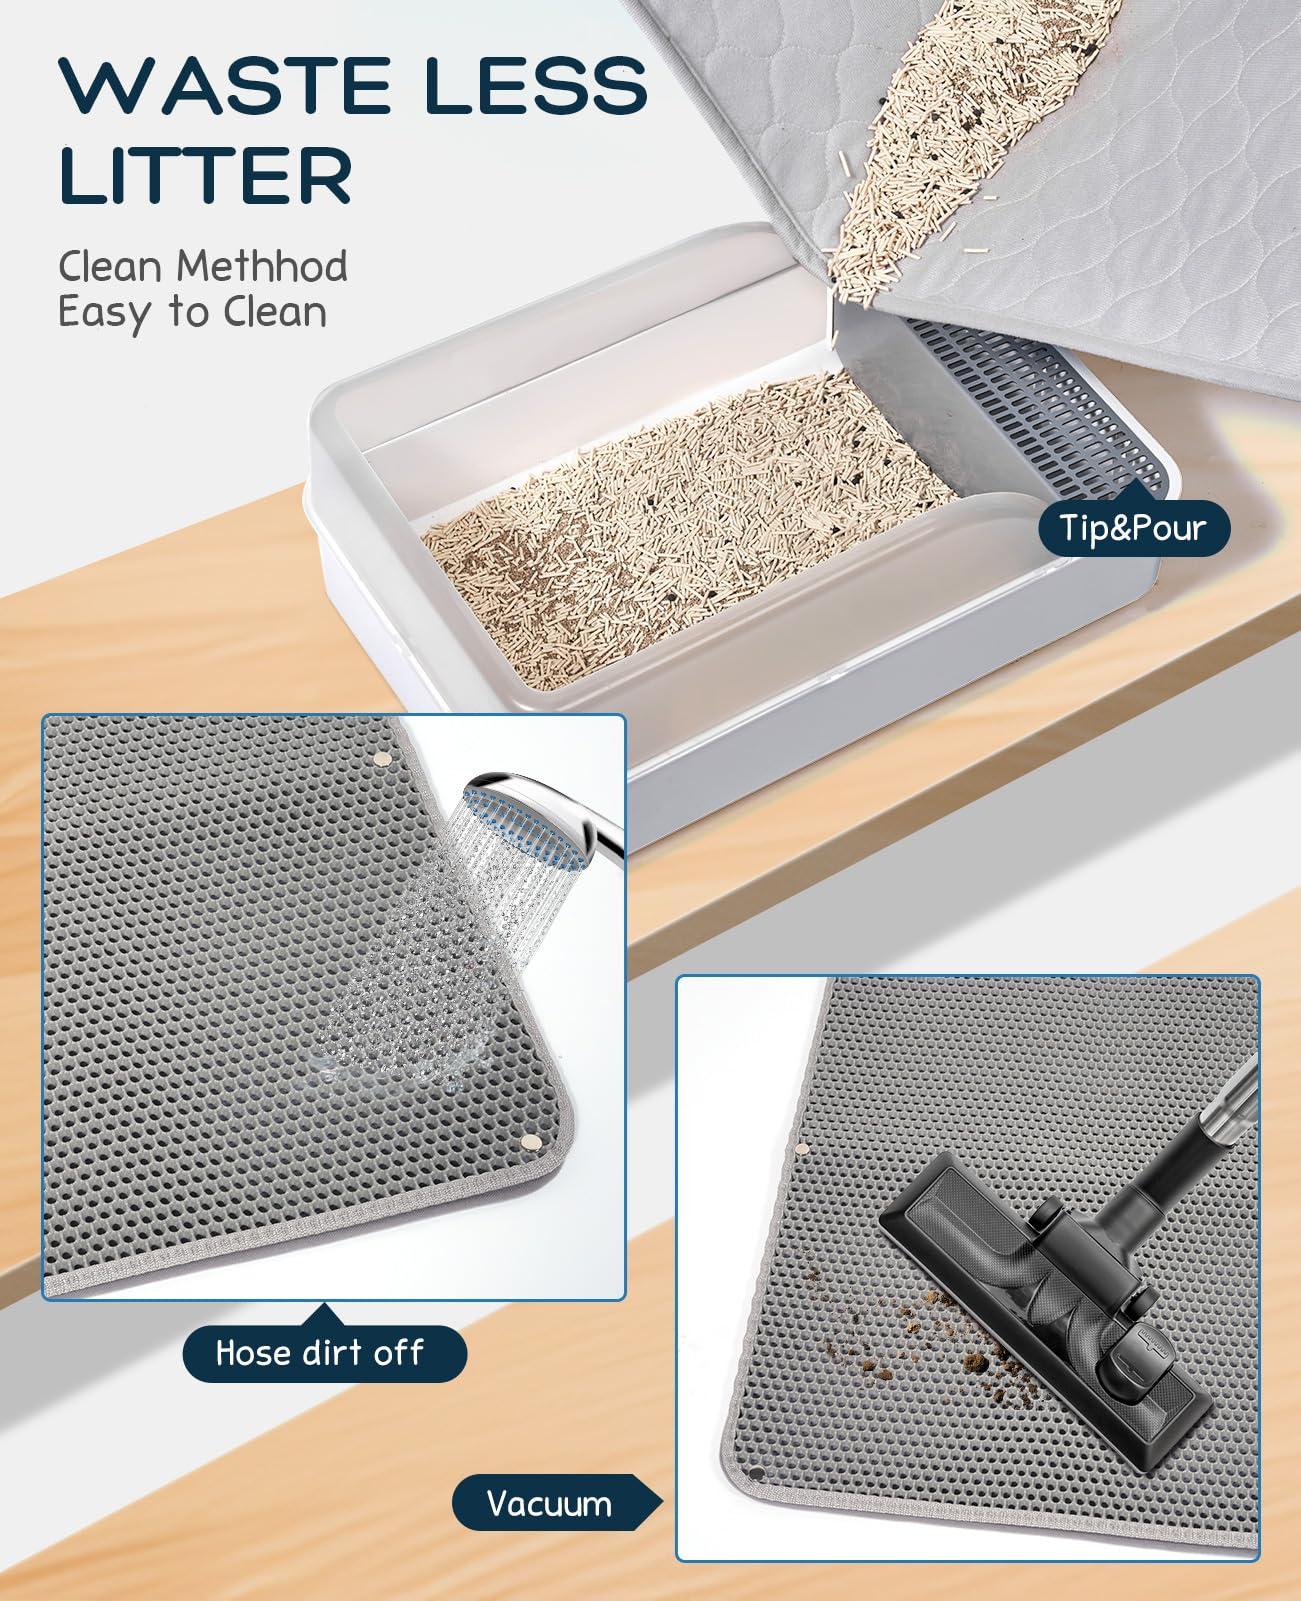 WASTE LESS
LITTER
Clean Methhod
Easy to Clean
Tip&Pour
Hose dirt off
Vacuum